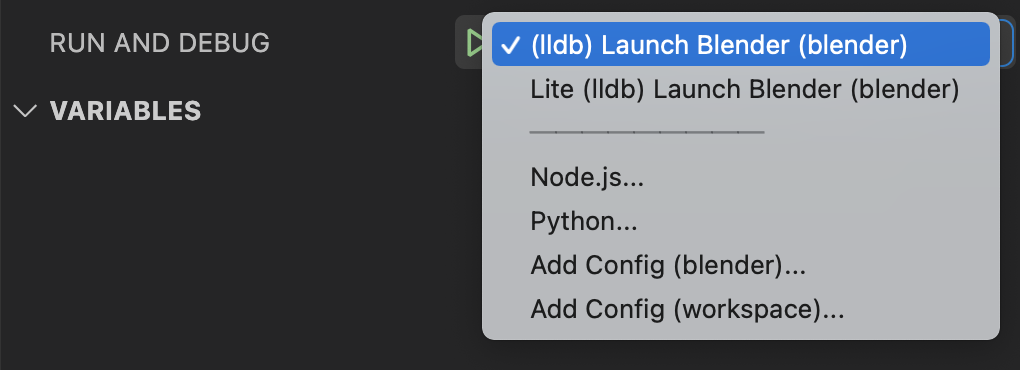 RUN AND DEBUG
VARIABLES
(lldb) Launch Blender (blender)
Lite (lldb) Launch Blender (blender)
Node.js...
Python...
Add Config (blender)...
Add Config (workspace)...